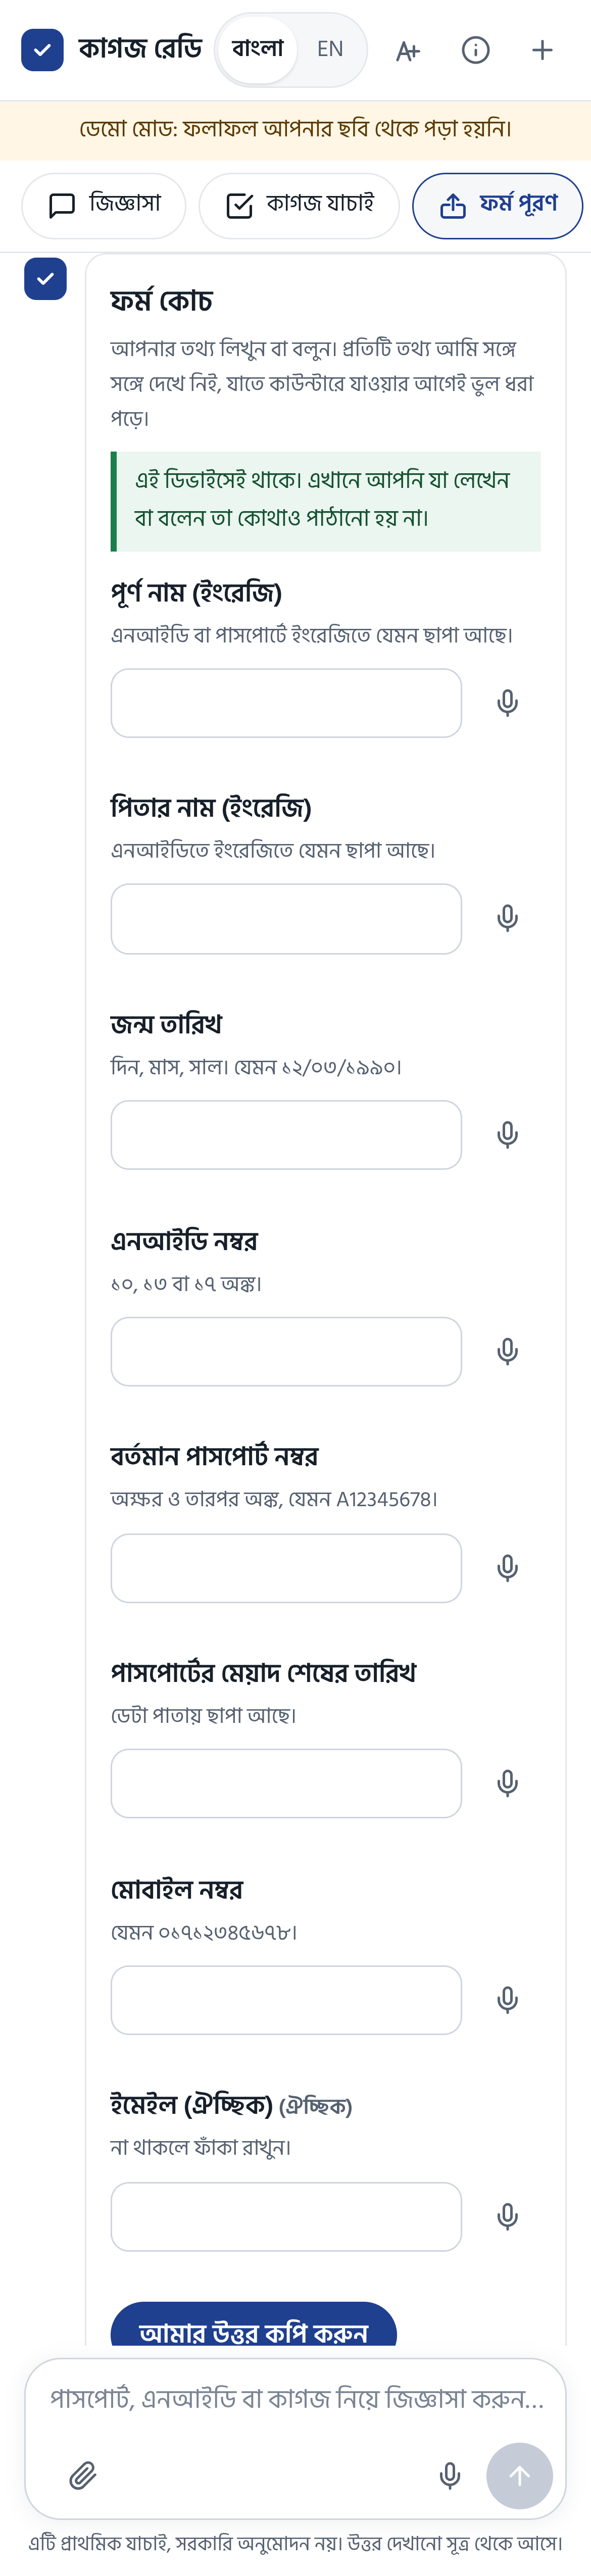 কাগজ রেডি
বাংলা
EN
A+
ডেমো মোড: ফলাফল আপনার ছবি থেকে পড়া হয়নি।
জিজ্ঞাসা
কাগজ যাচাই
ফর্ম পূরণ
ফর্ম কোচ
আপনার তথ্য লিখুন বা বলুন। প্রতিটি তথ্য আমি সঙ্গে
সঙ্গে দেখে নিই, যাতে কাউন্টারে যাওয়ার আগেই ভুল ধরা
পড়ে।
এই ডিভাইসেই থাকে। এখানে আপনি যা লেখেন
বা বলেন তা কোথাও পাঠানো হয় না।
পূর্ণ নাম (ইংরেজি)
এনআইডি বা পাসপোর্টে ইংরেজিতে যেমন ছাপা আছে।
পিতার নাম (ইংরেজি)
এনআইডিতে ইংরেজিতে যেমন ছাপা আছে।
জন্ম তারিখ
দিন, মাস, সাল। যেমন ১২/০৩/১৯৯০।
এনআইডি নম্বর
১০, ১৩ বা ১৭ অঙ্ক।
বর্তমান পাসপোর্ট নম্বর
অক্ষর ও তারপর অঙ্ক, যেমন A12345678।
পাসপোর্টের মেয়াদ শেষের তারিখ
ডেটা পাতায় ছাপা আছে।
মোবাইল নম্বর
যেমন ০১৭১২৩৪৫৬৭৮।
ইমেইল (ঐচ্ছিক) (ঐচ্ছিক)
না থাকলে ফাঁকা রাখুন।
আমার উত্তর কপি করুন
পাসপোর্ট, এনআইডি বা কাগজ নিয়ে জিজ্ঞাসা করুন...
এটি প্রাথমিক যাচাই, সরকারি অনুমোদন নয়। উত্তর দেখানো সূত্র থেকে আসে।